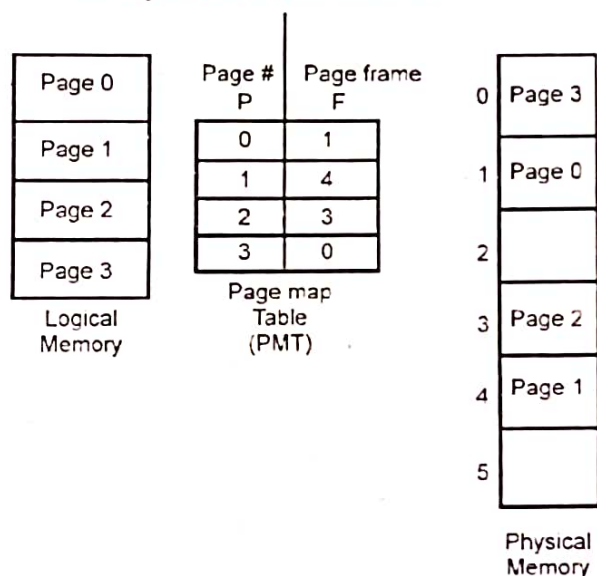 Page 0
Page 1
Page 2
Page 3
Logical
Memory
Page # Page frame
P F
0 1
1 4
2 3
3 0
Page map
Table
(PMT)
0 Page 3
1 Page 0
2
3 Page 2
4 Page 1
5
Physical
Memory